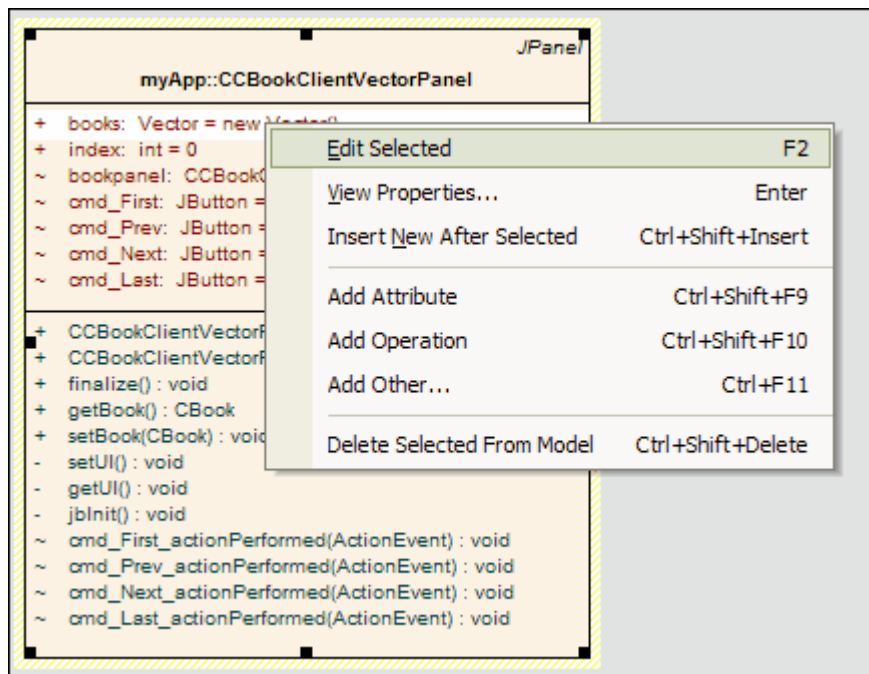 JPanel
myApp::CCBookClientVectorPanel
+ books: Vector = new Vector()
+ index: int = 0
~ bookpanel: CCBook
~ cmd_First: JButton =
~ cmd_Prev: JButton =
~ cmd_Next: JButton =
~ cmd_Last: JButton =
Edit Selected F2
View Properties... Enter
Insert New After Selected Ctrl+Shift+Insert
Add Attribute Ctrl+Shift+F9
Add Operation Ctrl+Shift+F10
Add Other... Ctrl+F11
Delete Selected From Model Ctrl+Shift+Delete
+ CCBookClientVector
+ CCBookClientVector
+ finalize() : void
+ getBook() : CBook
+ setBook(CBook) : void
- setUI() : void
- getUI() : void
- jbInit() : void
~ cmd_First_actionPerformed(ActionEvent) : void
~ cmd_Prev_actionPerformed(ActionEvent) : void
~ cmd_Next_actionPerformed(ActionEvent) : void
~ cmd_Last_actionPerformed(ActionEvent) : void